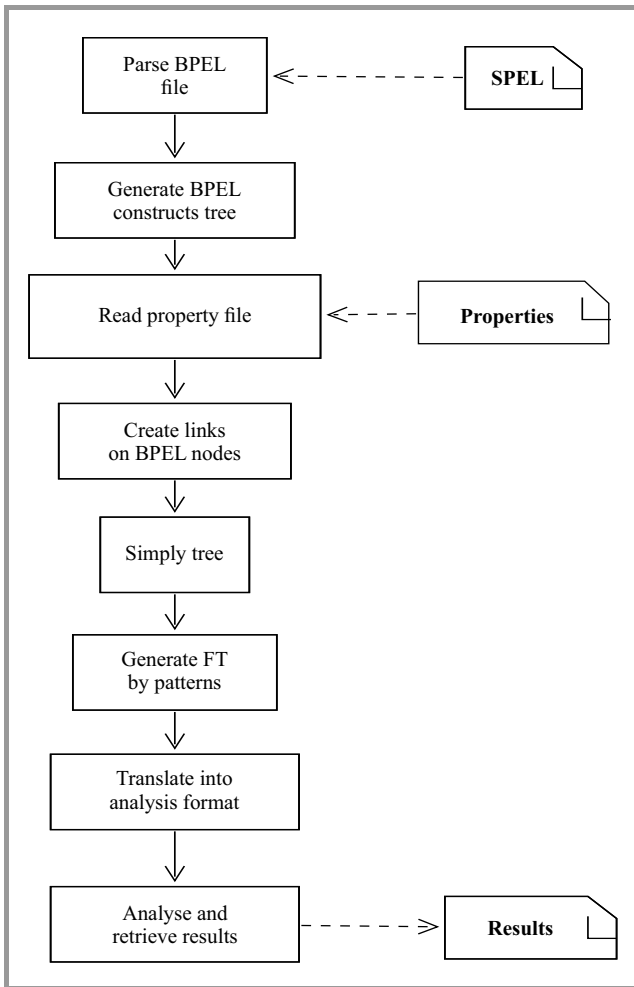 Parse BPEL
file
SPEL
Generate BPEL
constructs tree
Read property file
Properties
Create links
on BPEL nodes
Simply tree
Generate FT
by patterns
Translate into
analysis format
Analyse and
retrieve results
Results